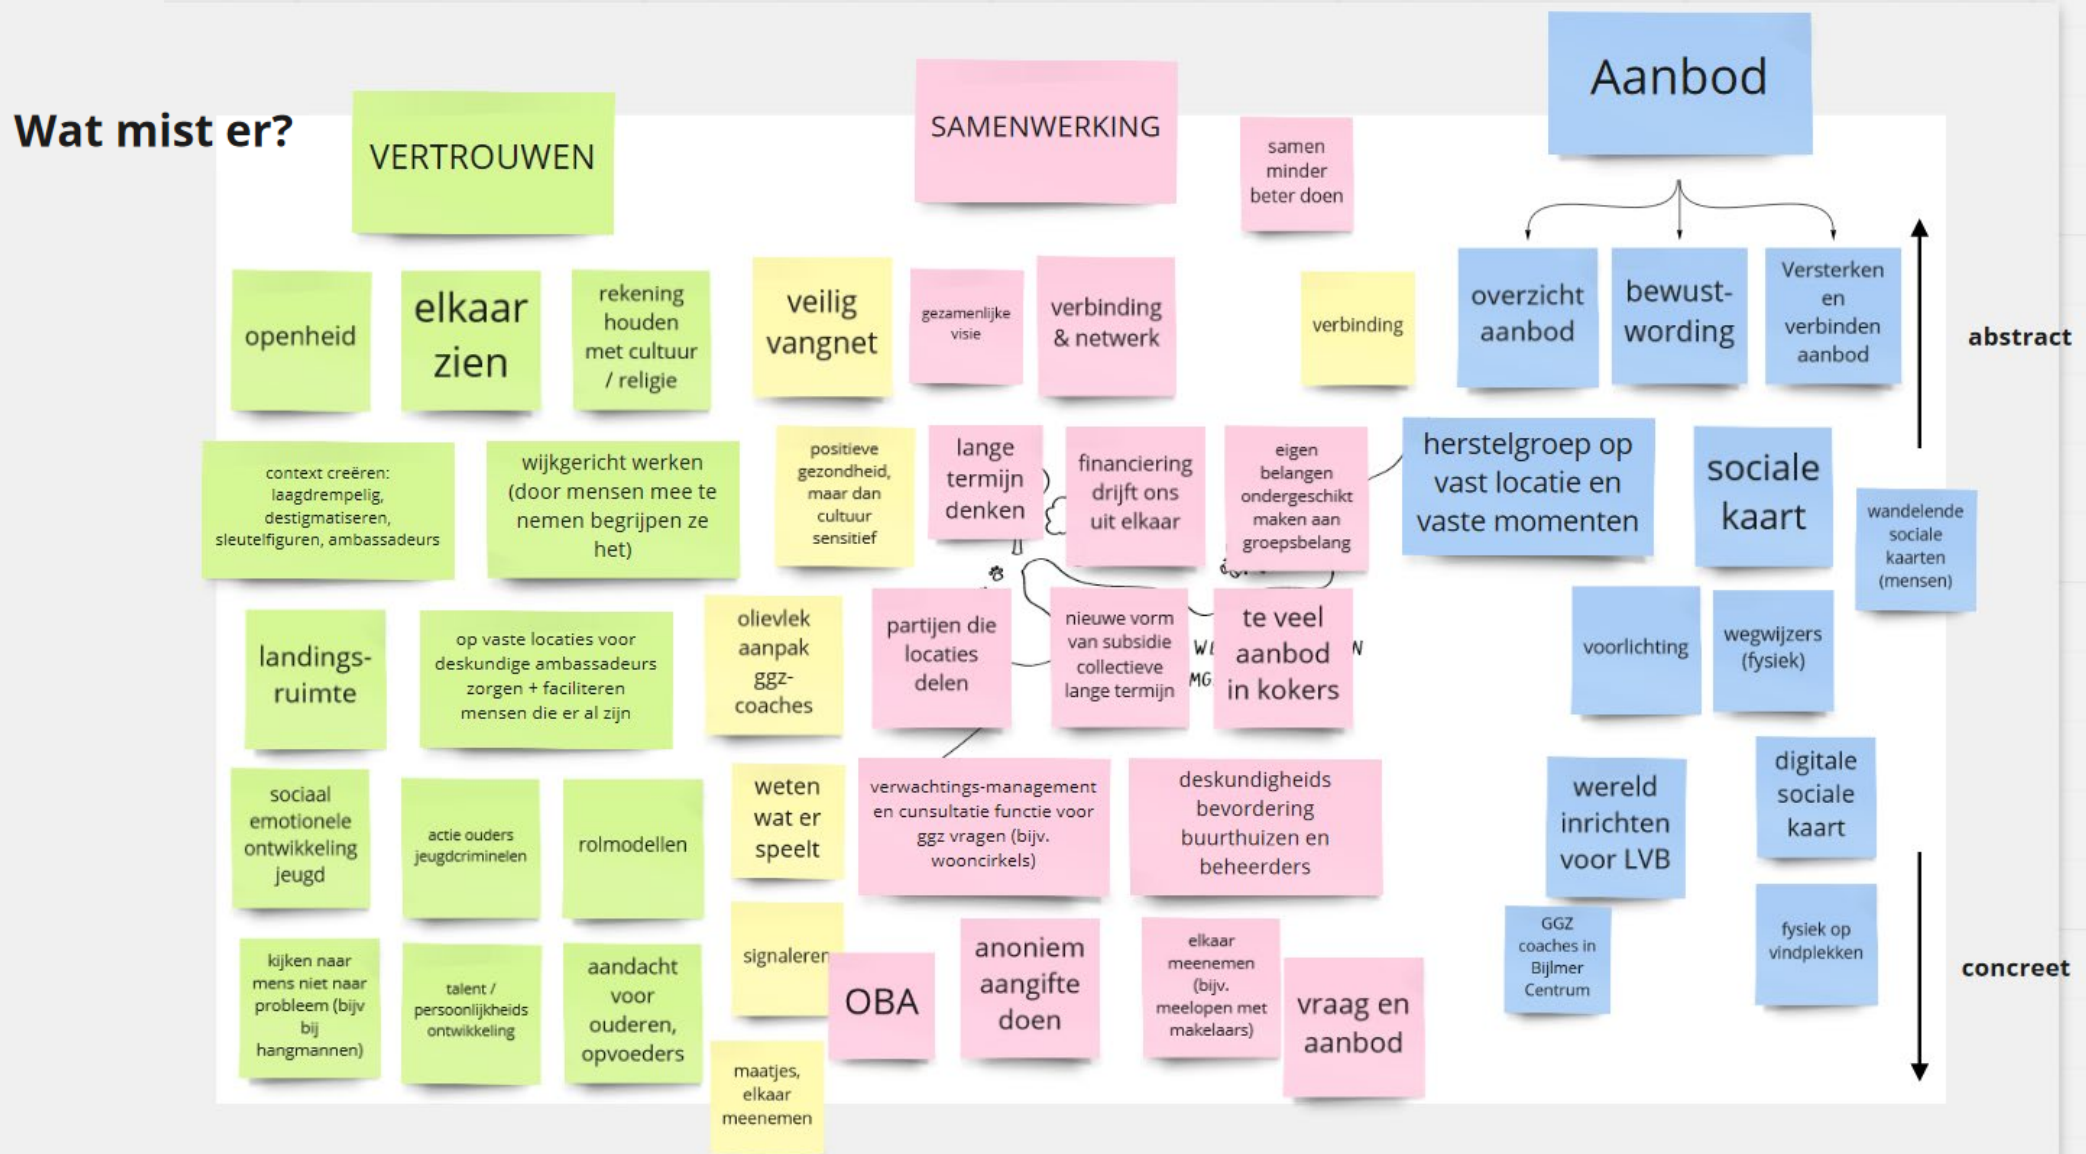 Wat mist er?
VERTROUWEN
SAMENWERKING
samen
minder
beter doen
Aanbod
openheid
elkaar
zien
rekening
houden
met cultuur
/ religie
veilig
vangnet
gezamenlijke
visie
verbinding
& netwerk
verbinding
overzicht
aanbod
bewust-
wording
Versterken
en
verbinden
aanbod
abstract
context creëren:
laagdrempelig,
destigmatiseren,
sleutelfiguren, ambassadeurs
wijkgericht werken
(door mensen mee te
nemen begrijpen ze
het)
positieve
gezondheid,
maar dan
cultuur
sensitief
lange
termijn
denken
financiering
drijft ons
uit elkaar
eigen
belangen
ondergeschikt
maken aan
groepsbelang
herstelgroep op
vast locatie en
vaste momenten
sociale
kaart
wandelende
sociale
kaarten
(mensen)
landings-
ruimte
op vaste locaties voor
deskundige ambassadeurs
zorgen + faciliteren
mensen die er al zijn
olievlek
aanpak
ggz-
coaches
partijen die
locaties
delen
nieuwe vorm
van subsidie
collectieve
lange termijn
te veel
aanbod
in kokers
voorlichting
wegwijzers
(fysiek)
sociaal
emotionele
ontwikkeling
jeugd
actie ouders
jeugdcriminelen
rolmodellen
weten
wat er
speelt
verwachtings-management
en cunsultatie functie voor
ggz vragen (bijv.
wooncirkels)
deskundigheids
bevordering
buurthuizen en
beheerders
wereld
inrichten
voor LVB
digitale
sociale
kaart
kijken naar
mens niet naar
probleem (bijv
bij
hangmannen)
talent /
persoonlijkheids
ontwikkeling
aandacht
voor
ouderen,
opvoeders
signaleren
OBA
anoniem
aangifte
doen
elkaar
meenemen
(bijv.
meelopen met
makelaars)
vraag en
aanbod
GGZ
coaches in
Bijlmer
Centrum
fysiek op
vindplekken
concreet
maatjes,
elkaar
meenemen